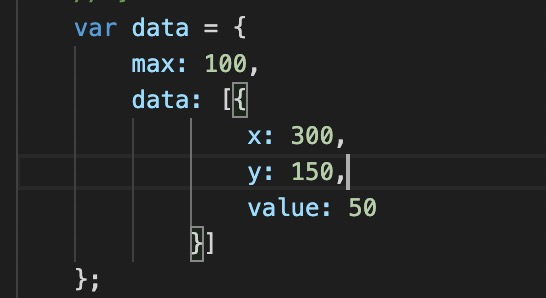 var data = {
max: 100,
data: [{
x: 300,
y: 150,
value: 50
}]
};